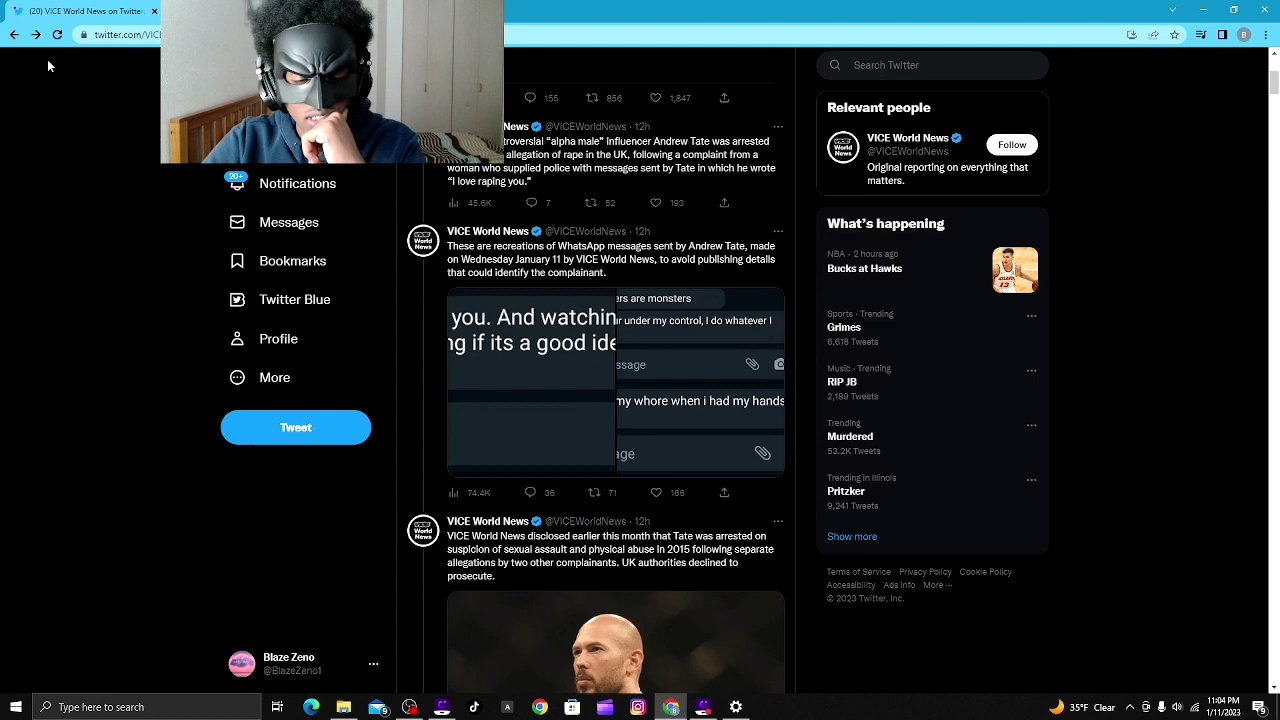 (20) VICE World News on Twitter
twitter.com/VIC
B
Search Twitter
155 856 1,847
News @VICEWorldNews · 12h
troversial “alpha male” influencer Andrew Tate was arrested
allegation of rape in the UK, following a complaint from a
woman who supplied police with messages sent by Tate in which he wrote
“I love raping you.”
45.6K 7 52 193
20+
Notifications
Messages
Bookmarks
Twitter Blue
Profile
More
Tweet
World
News
VICE World News @VICEWorldNews · 12h
These are recreations of WhatsApp messages sent by Andrew Tate, made
on Wednesday January 11 by VICE World News, to avoid publishing details
that could identify the complainant.
you. And watchin
ng if its a good ide
ers are monsters
ur under my control, I do whatever I
ssage
my whore when i had my hands
age
74.4K 36 71 166
World
News
VICE World News @VICEWorldNews · 12h
VICE World News disclosed earlier this month that Tate was arrested on
suspicion of sexual assault and physical abuse in 2015 following separate
allegations by two other complainants. UK authorities declined to
prosecute.
Relevant people
World
News
VICE World News
@VICEWorldNews
Follow
Original reporting on everything that
matters.
What’s happening
NBA · 2 hours ago
Bucks at Hawks
Sports · Trending
Grimes
6,618 Tweets
Music · Trending
RIP JB
2,189 Tweets
Trending
Murdered
53.2K Tweets
Trending in Illinois
Pritzker
9,241 Tweets
Show more
Terms of Service Privacy Policy Cookie Policy
Accessibility Ads info More ···
© 2023 Twitter, Inc.
Blaze Zeno
@BlazeZeno1
Type here to search
9
A
35°F Clear
11:04 PM
1/11/2023